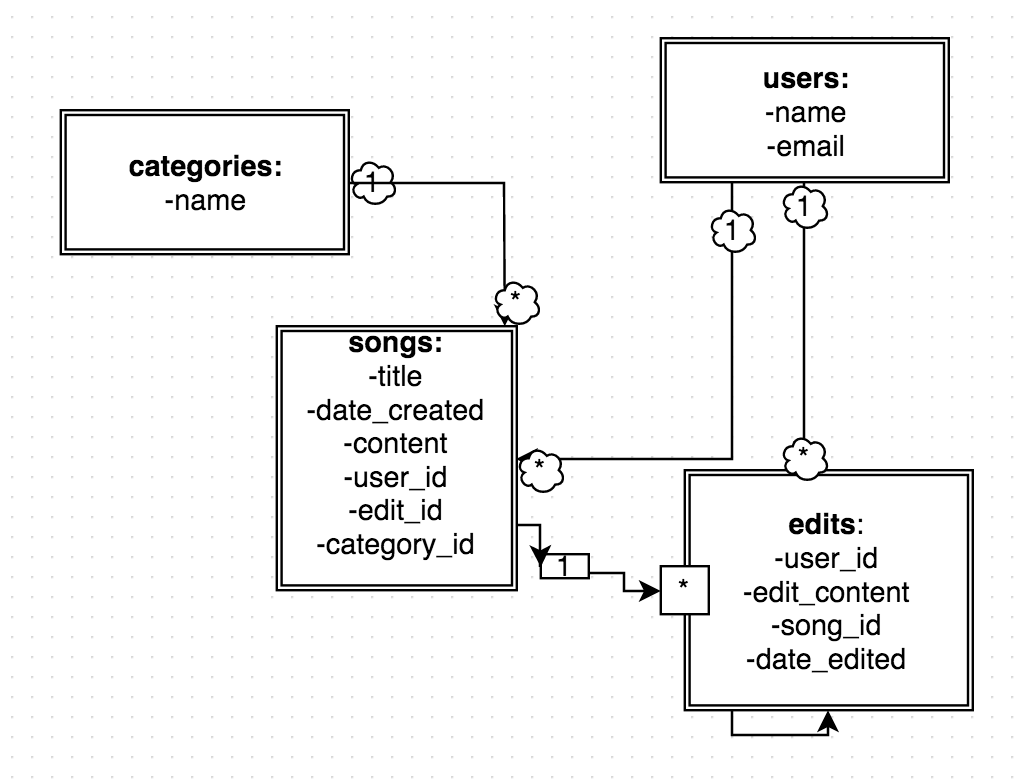 users:
-name
-email
categories:
-name
1
1
1
*
songs:
-title
-date_created
-content
-user_id
-edit_id
-category_id
*
*
1
*
edits:
-user_id
-edit_content
-song_id
-date_edited